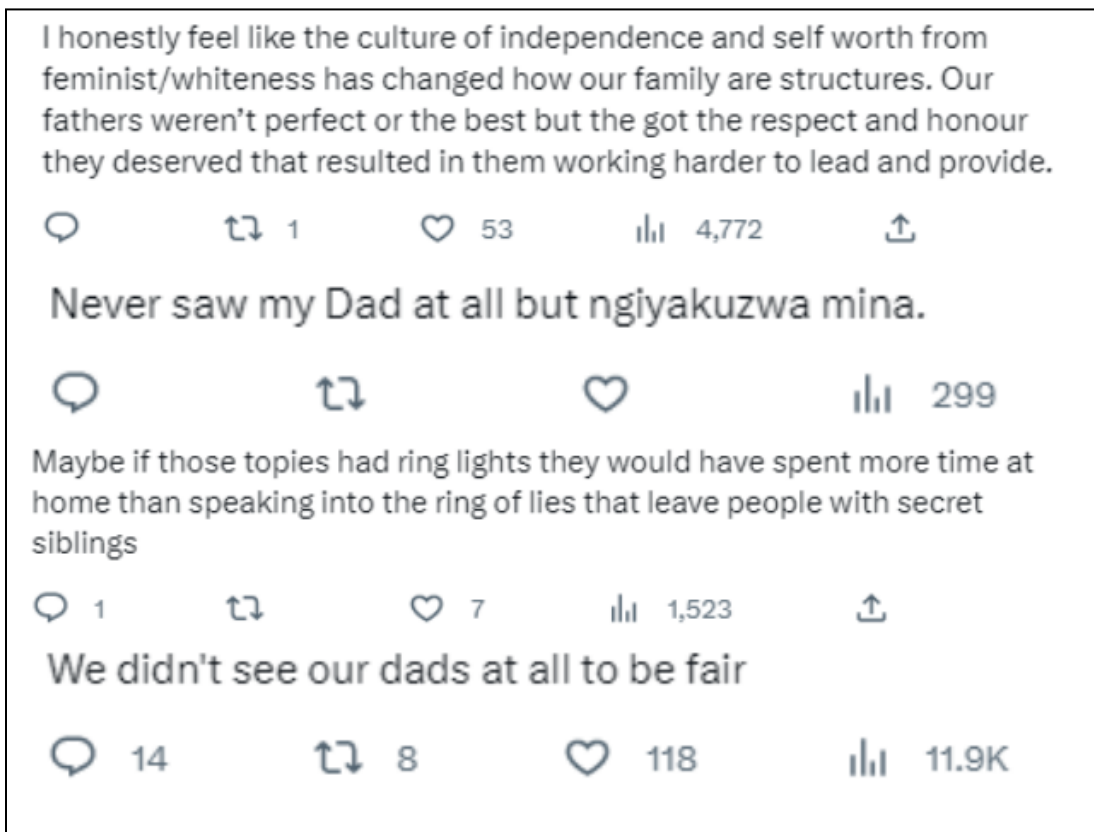 I honestly feel like the culture of independence and self worth from
feminist/whiteness has changed how our family are structures. Our
fathers weren't perfect or the best but the got the respect and honour
they deserved that resulted in them working harder to lead and provide.
1 53 4,772
Never saw my Dad at all but ngiyakuzwa mina.
299
Maybe if those topies had ring lights they would have spent more time at
home than speaking into the ring of lies that leave people with secret
siblings
1 7 1,523
We didn't see our dads at all to be fair
14 8 118 11.9K